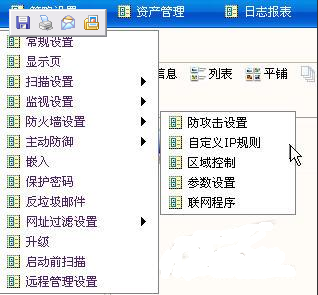 策略设置 资产管理 日志报表
常规设置
显示页
信息 列表 平铺
扫描设置
监视设置
防火墙设置
主动防御
嵌入
保护密码
反垃圾邮件
网址过滤设置
升级
启动前扫描
远程管理设置
防攻击设置
自定义IP规则
区域控制
参数设置
联网程序